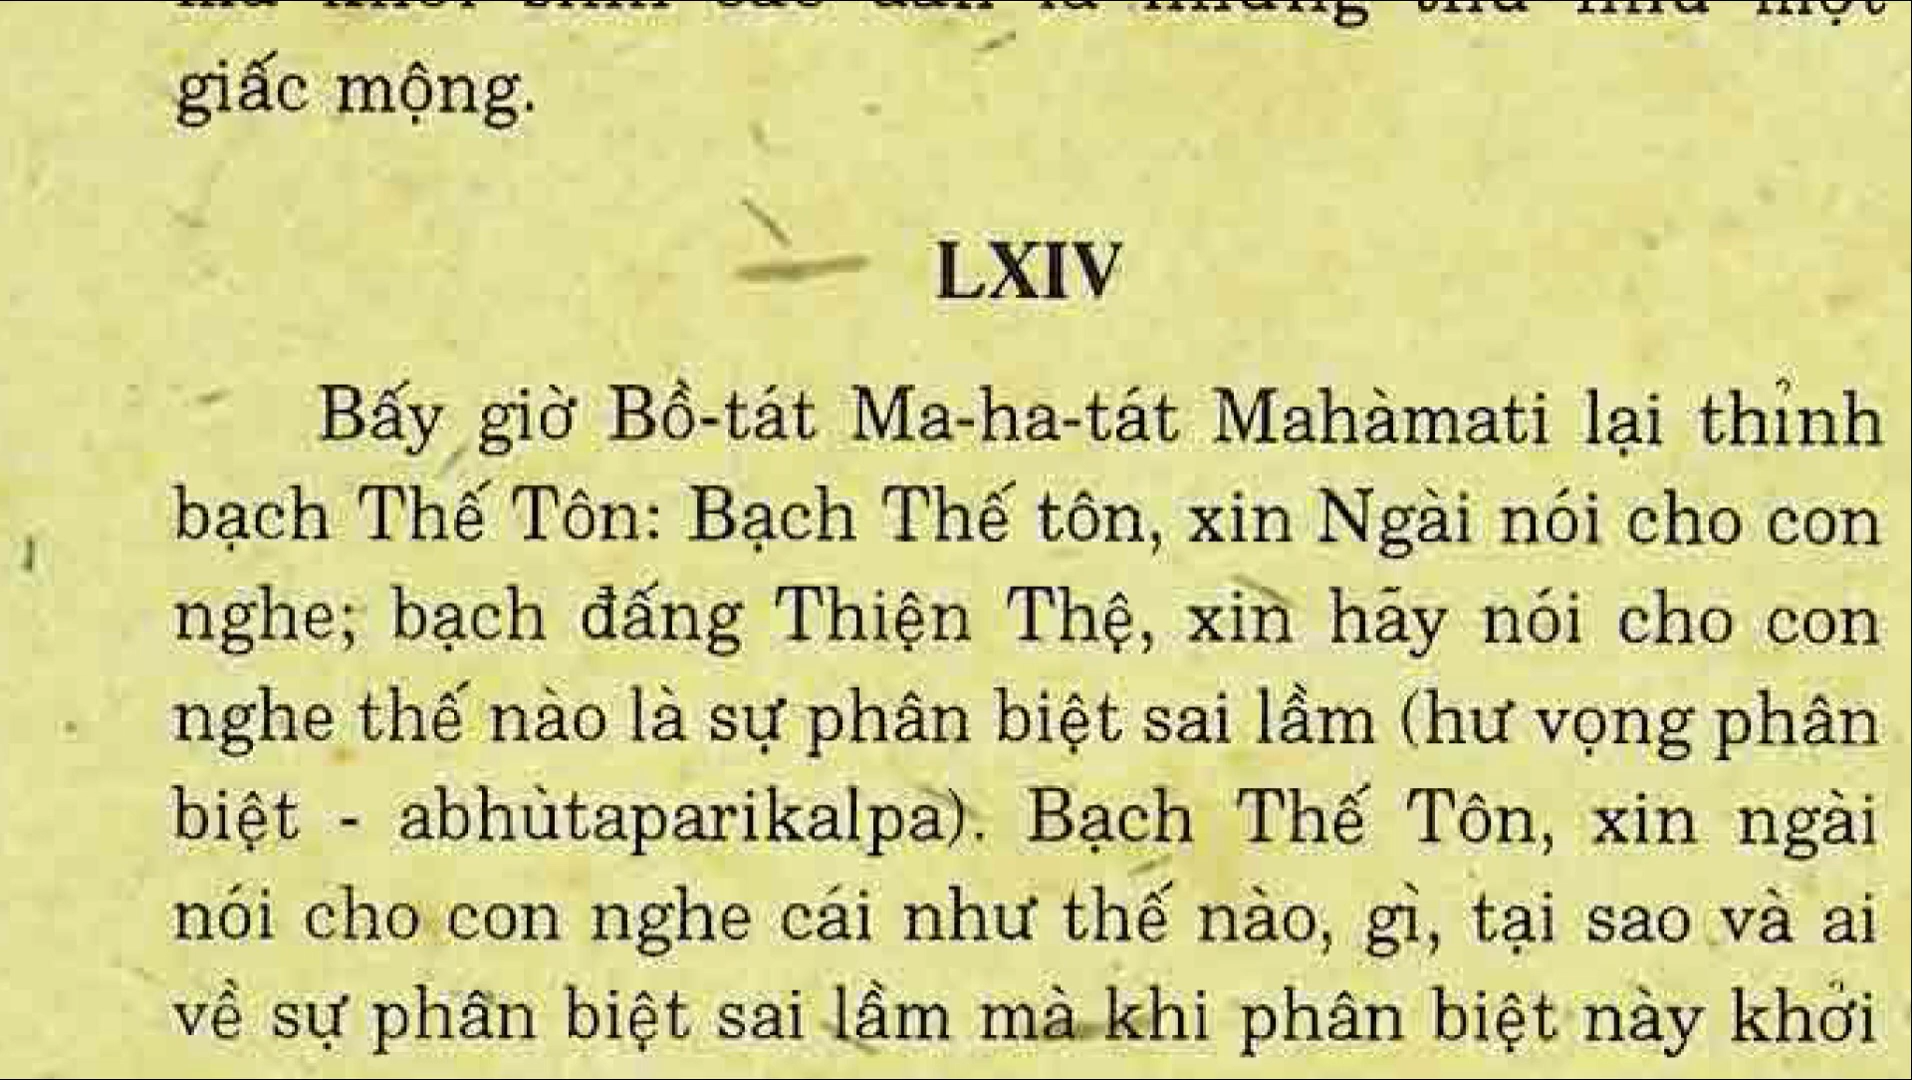 giấc mộng.
LXIV
Bấy giờ Bồ-tát Ma-ha-tát Mahàmati lại thỉnh
bạch Thế Tôn: Bạch Thế tôn, xin Ngài nói cho con
nghe; bạch đấng Thiện Thệ, xin hãy nói cho con
nghe thế nào là sự phân biệt sai lầm (hư vọng phân
biệt - abhùtaparikalpa). Bạch Thế Tôn, xin ngài
nói cho con nghe cái như thế nào, gì, tại sao và ai
về sự phân biệt sai lầm mà khi phân biệt này khởi